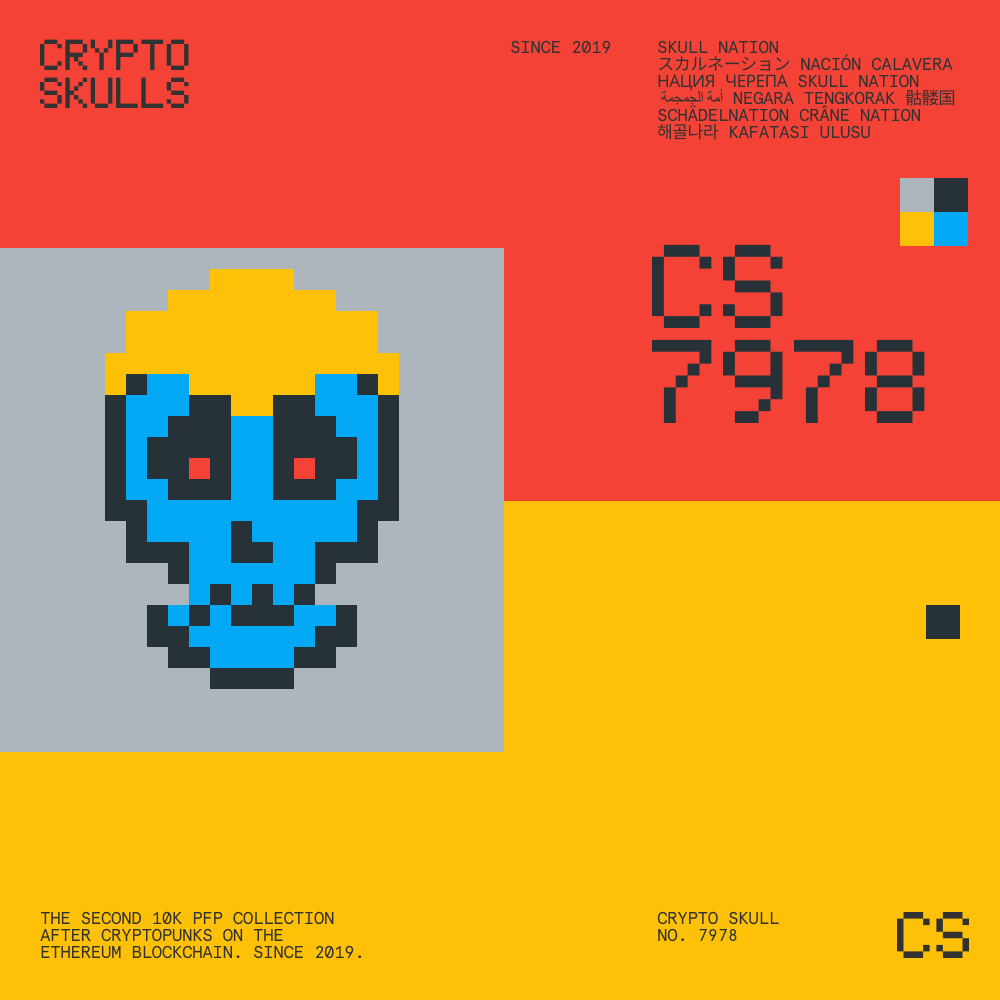 CRYPTO
SKULLS
SINCE 2019
SKULL NATION
スカルネーション NACIÓN CALAVERA
НАЦИЯ ЧЕРЕПА SKULL NATION
أمة الجمجمة NEGARA TENGKORAK 骷髅国
SCHÄDELNATION CRÂNE NATION
해골나라 KAFATASI ULUSU
CS
7978
THE SECOND 10K PFP COLLECTION
AFTER CRYPTOPUNKS ON THE
ETHEREUM BLOCKCHAIN. SINCE 2019.
CRYPTO SKULL
NO. 7978
CS